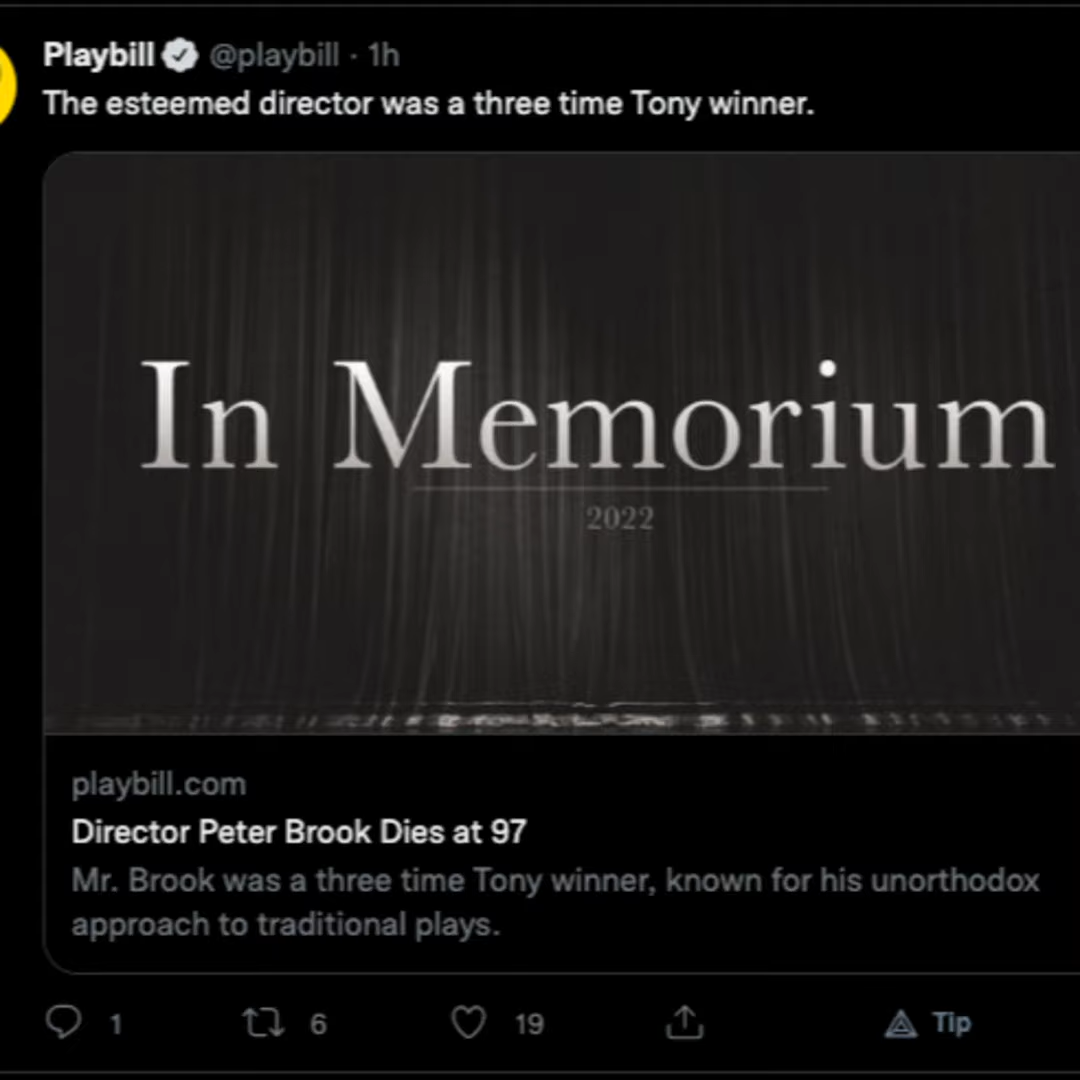 Playbill @playbill · 1h
The esteemed director was a three time Tony winner.
In Memorium
2022
playbill.com
Director Peter Brook Dies at 97
Mr. Brook was a three time Tony winner, known for his unorthodox
approach to traditional plays.
1 6 19 Tip